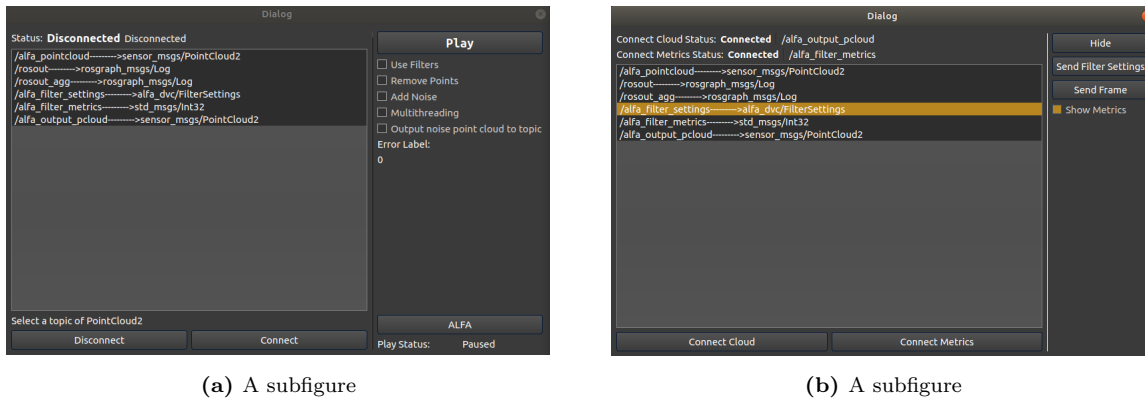 Dialog
Status: Disconnected Disconnected
/alfa_pointcloud--------->sensor_msgs/PointCloud2
/rosout--------->rosgraph_msgs/Log
/rosout_agg--------->rosgraph_msgs/Log
/alfa_filter_settings--------->alfa_dvc/FilterSettings
/alfa_filter_metrics--------->std_msgs/Int32
/alfa_output_pcloud--------->sensor_msgs/PointCloud2
Select a topic of PointCloud2
Disconnect
Connect
Play
Use Filters
Remove Points
Add Noise
Multithreading
Output noise point cloud to topic
Error Label:
0
ALFA
Play Status: Paused
(a) A subfigure
Dialog
Connect Cloud Status: Connected /alfa_output_pcloud
Connect Metrics Status: Connected /alfa_filter_metrics
/alfa_pointcloud--------->sensor_msgs/PointCloud2
/rosout--------->rosgraph_msgs/Log
/rosout_agg--------->rosgraph_msgs/Log
/alfa_filter_settings--------->alfa_dvc/FilterSettings
/alfa_filter_metrics--------->std_msgs/Int32
/alfa_output_pcloud--------->sensor_msgs/PointCloud2
Connect Cloud
Connect Metrics
Hide
Send Filter Settings
Send Frame
Show Metrics
(b) A subfigure